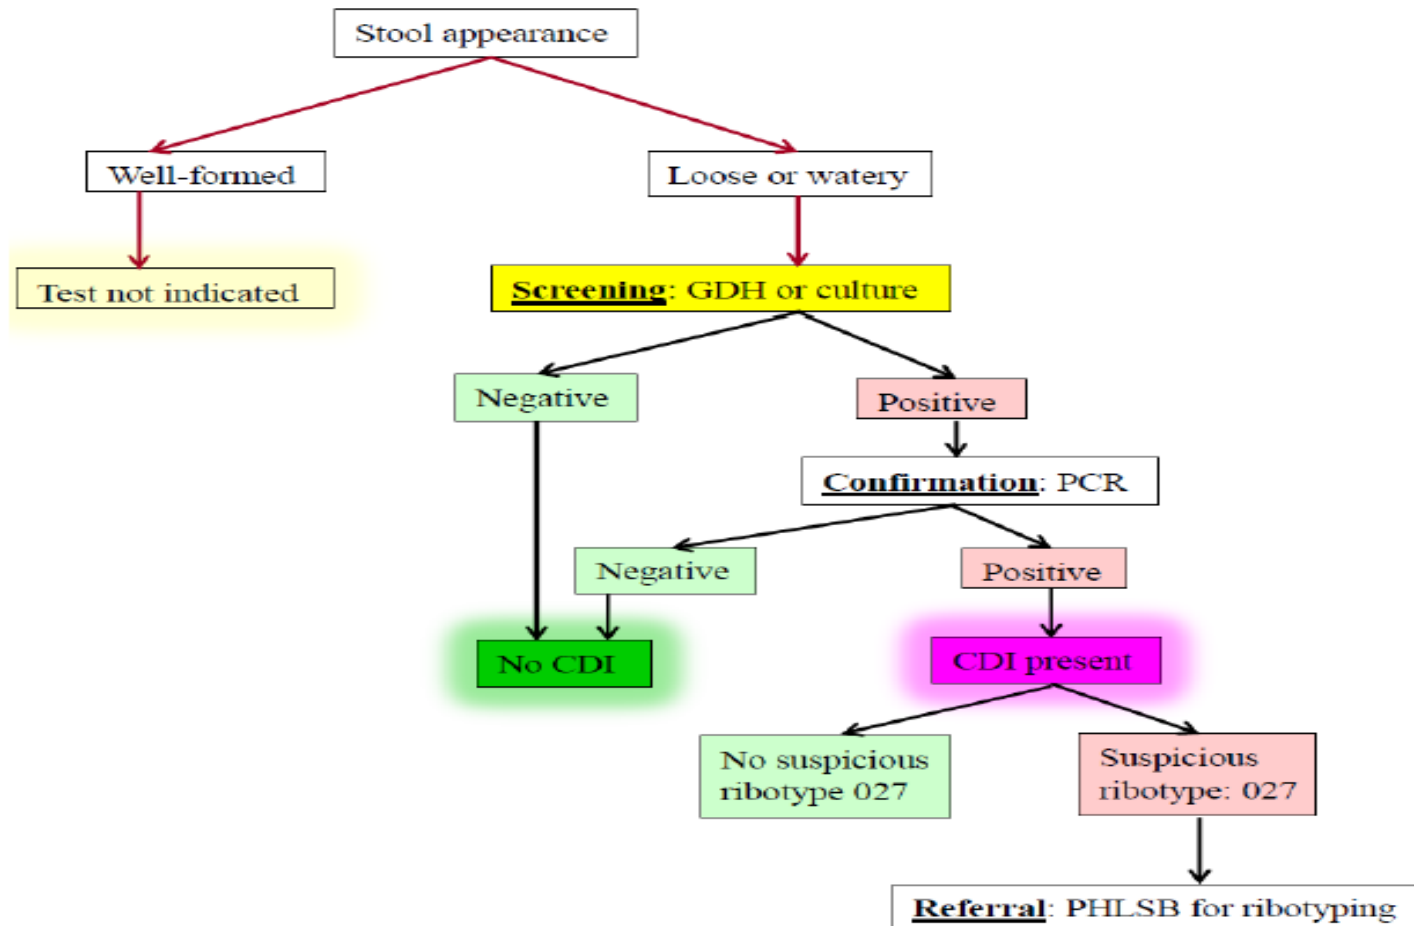 Stool appearance
Well-formed
Loose or watery
Test not indicated
Screening: GDH or culture
Negative
Positive
Confirmation: PCR
Negative
Positive
No CDI
CDI present
No suspicious
ribotype 027
Suspicious
ribotype: 027
Referral: PHLSB for ribotyping